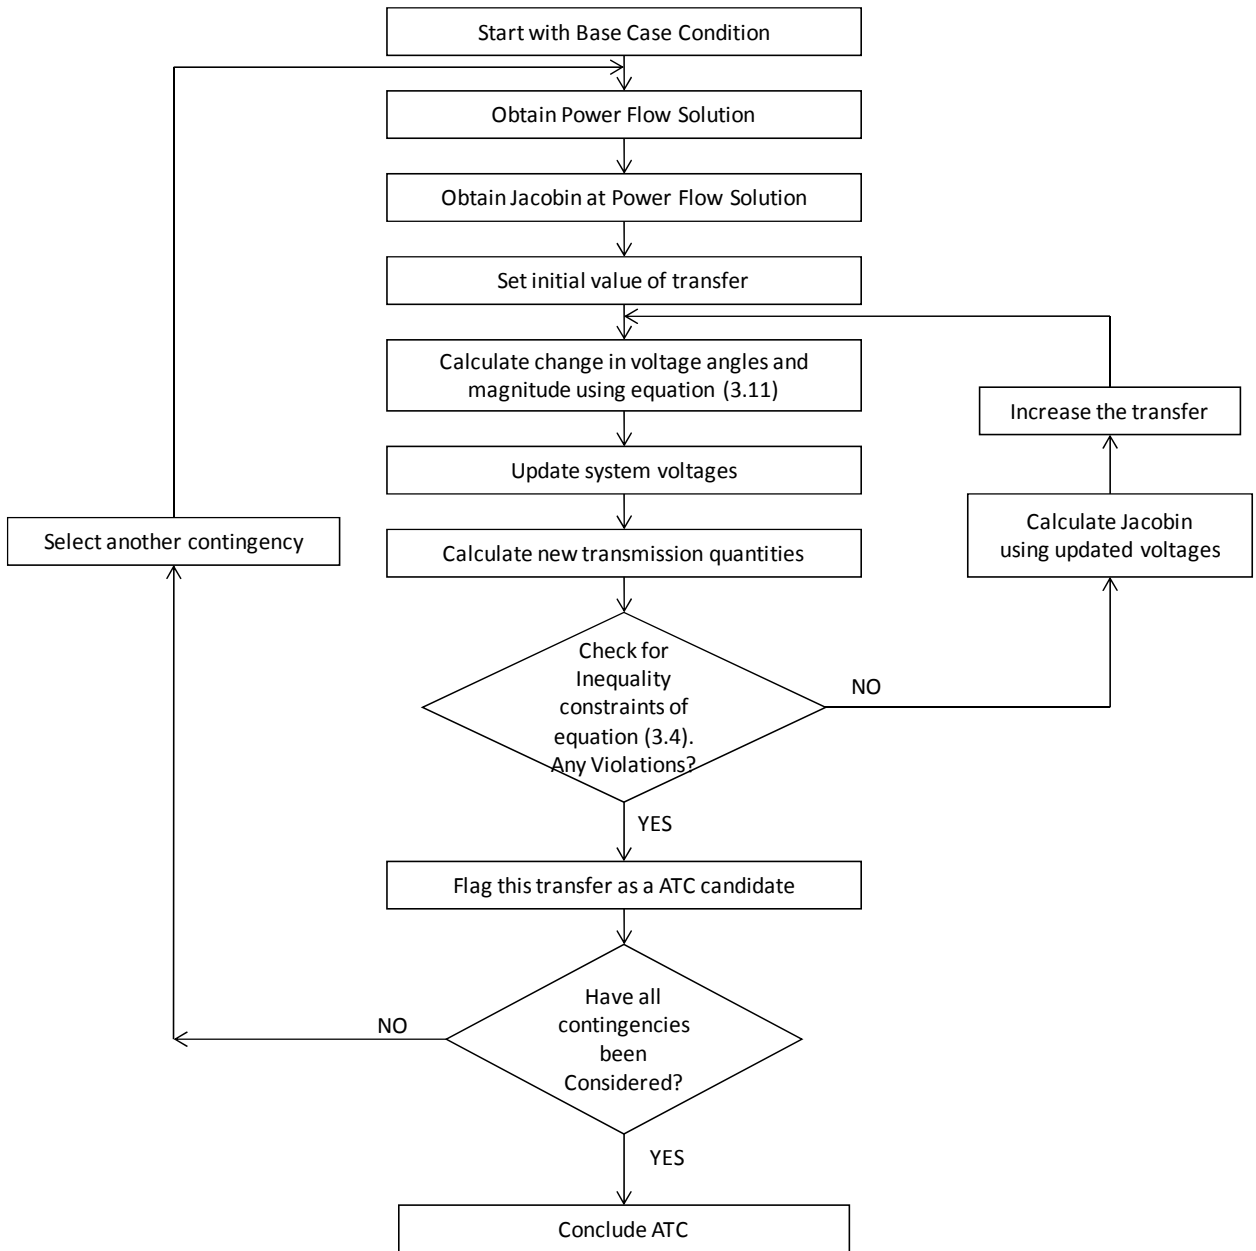 Start with Base Case Condition
Obtain Power Flow Solution
Obtain Jacobin at Power Flow Solution
Set initial value of transfer
Calculate change in voltage angles and
magnitude using equation (3.11)
Increase the transfer
Update system voltages
Select another contingency
Calculate new transmission quantities
Calculate Jacobin
using updated voltages
Check for
Inequality
constraints of
equation (3.4).
Any Violations?
NO
YES
Flag this transfer as a ATC candidate
Have all
contingencies
been
Considered?
NO
YES
Conclude ATC